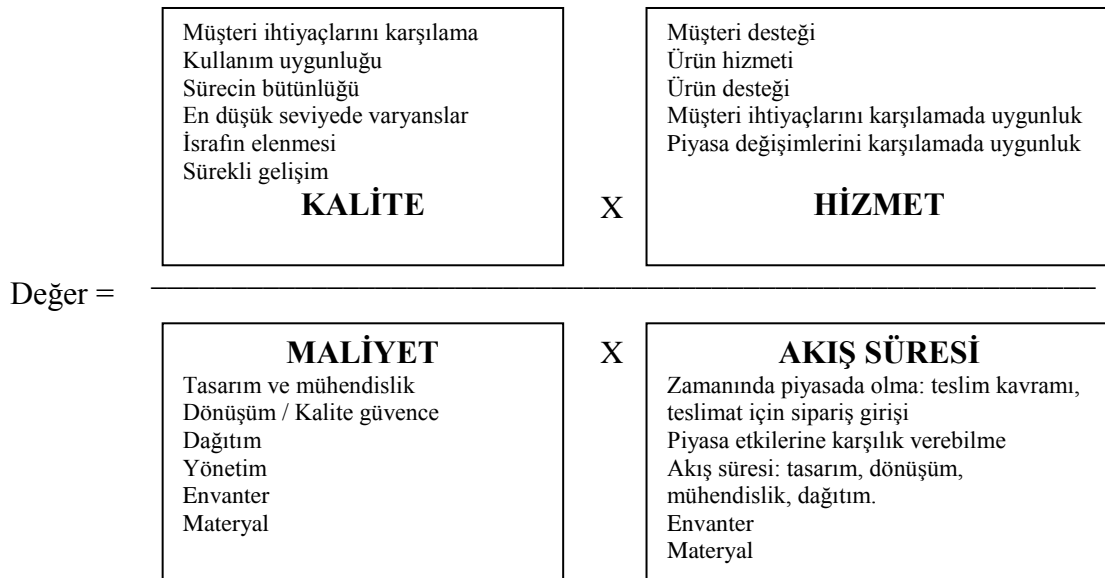 Müşteri ihtiyaçlarını karşılama
Kullanım uygunluğu
Sürecin bütünlüğü
En düşük seviyede varyanslar
İsrafın elenmesi
Sürekli gelişim
KALİTE
X
Müşteri desteği
Ürün hizmeti
Ürün desteği
Müşteri ihtiyaçlarını karşılamada uygunluk
Piyasa değişimlerini karşılamada uygunluk
HİZMET
Değer =
MALİYET
Tasarım ve mühendislik
Dönüşüm / Kalite güvence
Dağıtım
Yönetim
Envanter
Materyal
X
AKIŞ SÜRESİ
Zamanında piyasada olma: teslim kavramı,
teslimat için sipariş girişi
Piyasa etkilerine karşılık verebilme
Akış süresi: tasarım, dönüşüm,
mühendislik, dağıtım.
Envanter
Materyal